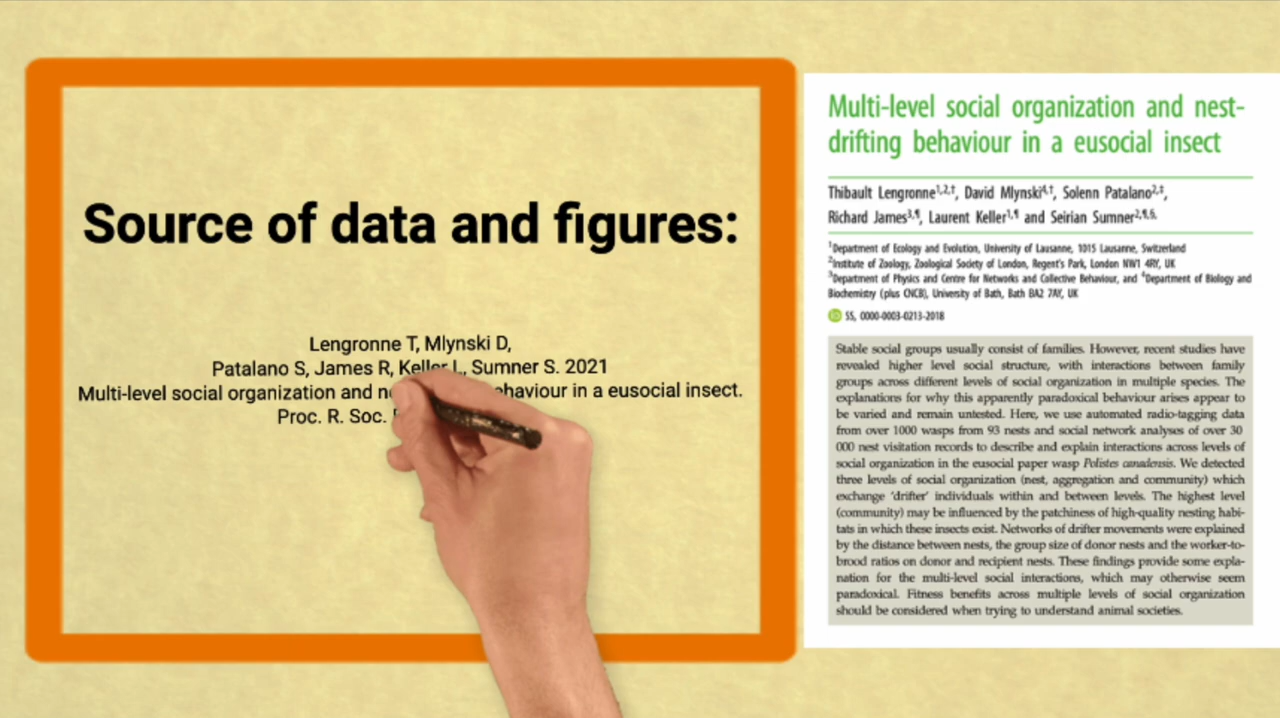 Source of data and figures:
Lengronne T, Mlynski D,
Patalano S, James R, Keller L, Sumner S. 2021
Multi-level social organization and behaviour in a eusocial insect.
Proc. R. Soc.
Multi-level social organization and nest-
drifting behaviour in a eusocial insect
Thibault Lengronne1,2,†, David Mlynski4,†, Solenn Patalano2,‡,
Richard James3,¶, Laurent Keller1,¶ and Seirian Sumner2,¶,6,
1Department of Ecology and Evolution, University of Lausanne, 1015 Lausanne, Switzerland
2Institute of Zoology, Zoological Society of London, Regent's Park, London NW1 4RY, UK
3Department of Physics and Centre for Networks and Collective Behaviour, and 4Department of Biology and
Biochemistry (plus CNCB), University of Bath, Bath BA2 7AY, UK
SS, 0000-0003-0213-2018
Stable social groups usually consist of families. However, recent studies have
revealed higher level social structure, with interactions between family
groups across different levels of social organization in multiple species. The
explanations for why this apparently paradoxical behaviour arises appear to
be varied and remain untested. Here, we use automated radio-tagging data
from over 1000 wasps from 93 nests and social network analyses of over 30
000 nest visitation records to describe and explain interactions across levels of
social organization in the eusocial paper wasp Polistes canadensis. We detected
three levels of social organization (nest, aggregation and community) which
exchange 'drifter' individuals within and between levels. The highest level
(community) may be influenced by the patchiness of high-quality nesting habi-
tats in which these insects exist. Networks of drifter movements were explained
by the distance between nests, the group size of donor nests and the worker-to-
brood ratios on donor and recipient nests. These findings provide some expla-
nation for the multi-level social interactions, which may otherwise seem
paradoxical. Fitness benefits across multiple levels of social organization
should be considered when trying to understand animal societies.